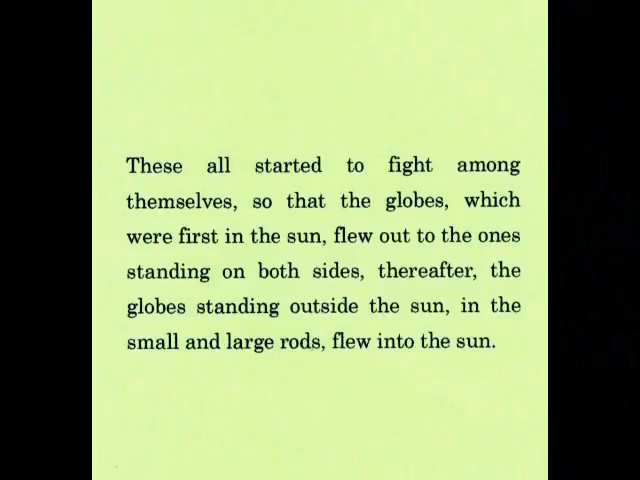 These all started to fight among
themselves, so that the globes, which
were first in the sun, flew out to the ones
standing on both sides, thereafter, the
globes standing outside the sun, in the
small and large rods, flew into the sun.